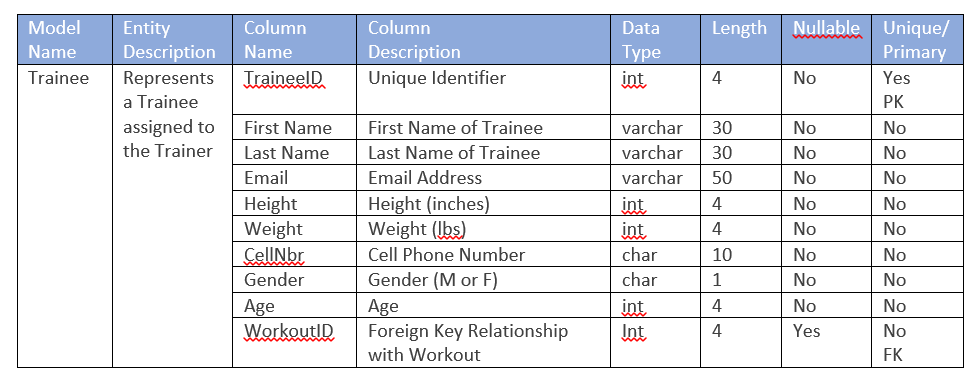 Model Name | Entity Description | Column Name | Column Description | Data Type | Length | Nullable | Unique/ Primary
Trainee | Represents a Trainee assigned to the Trainer | TraineeID | Unique Identifier | int | 4 | No | Yes PK
First Name | First Name of Trainee | varchar | 30 | No | No
Last Name | Last Name of Trainee | varchar | 30 | No | No
Email | Email Address | varchar | 50 | No | No
Height | Height (inches) | int | 4 | No | No
Weight | Weight (lbs) | int | 4 | No | No
CellNbr | Cell Phone Number | char | 10 | No | No
Gender | Gender (M or F) | char | 1 | No | No
Age | Age | int | 4 | No | No
WorkoutID | Foreign Key Relationship with Workout | Int | 4 | Yes | No FK